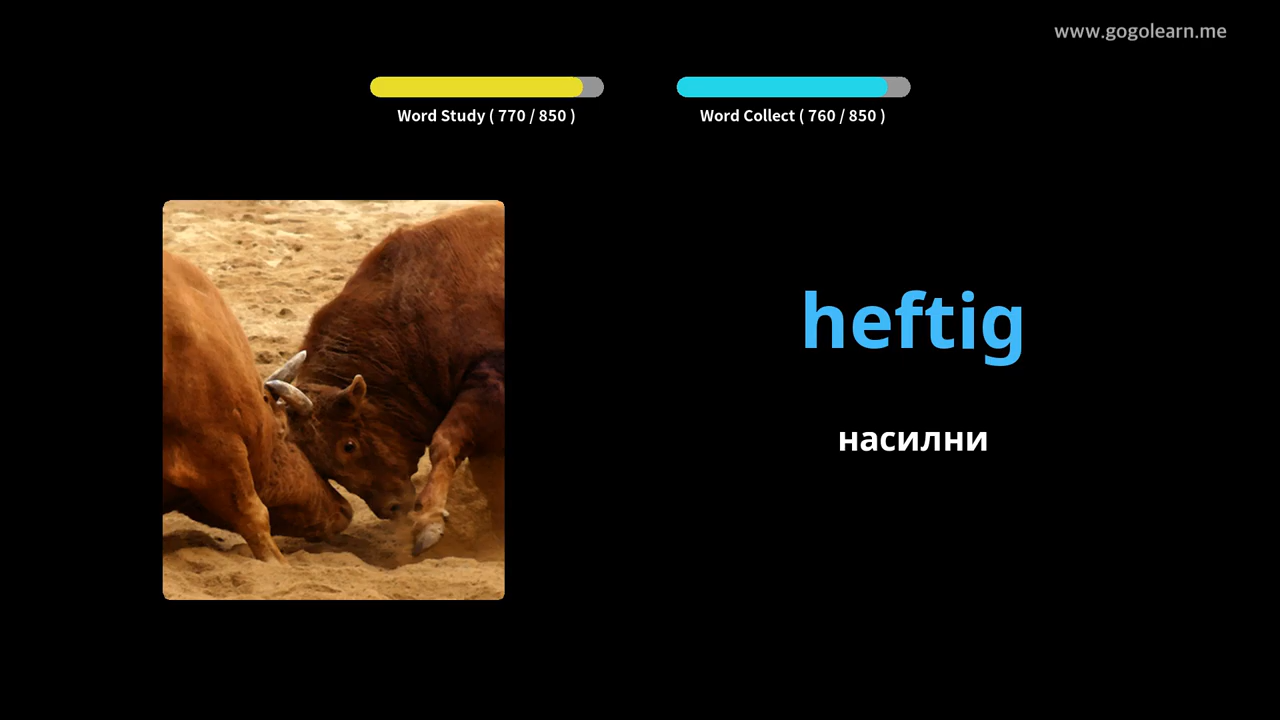 www.gogolearn.me
Word Study ( 770 / 850 )
Word Collect ( 760 / 850 )
heftig
насилни